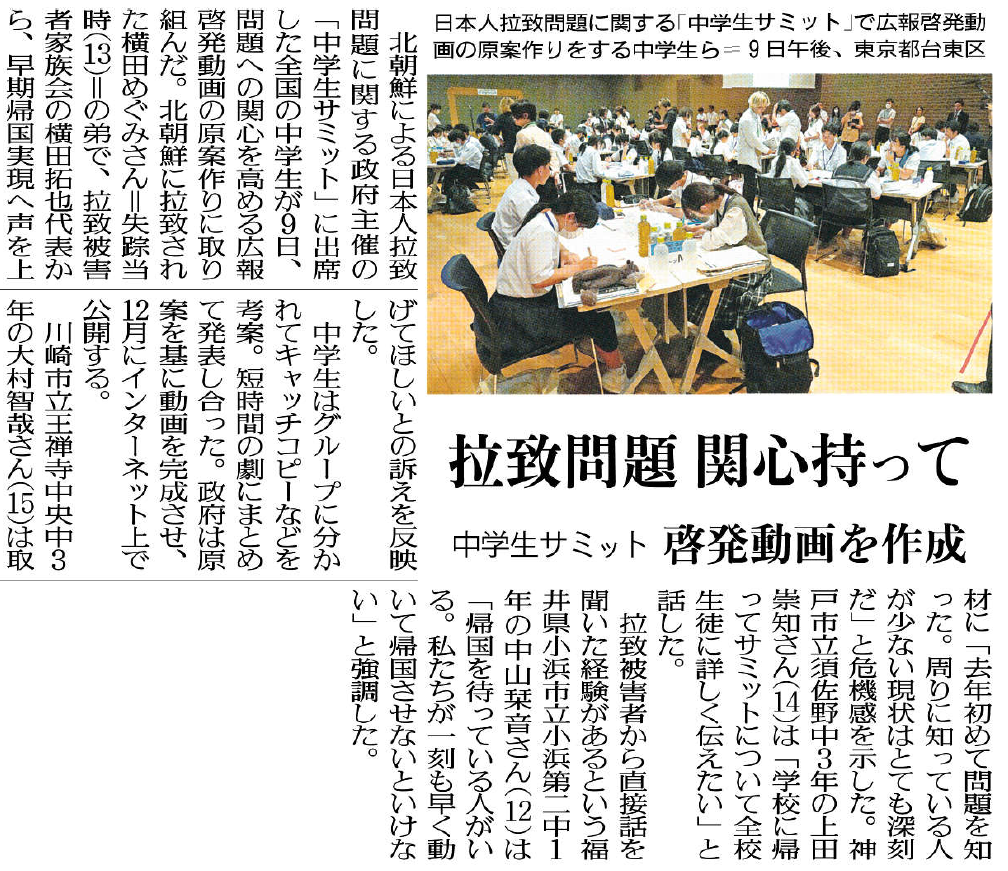 日本人拉致問題に関する「中学生サミット」で広報啓発動
画の原案作りをする中学生ら＝９日午後、東京都台東区
拉致問題 関心持って
中学生サミット 啓発動画を作成
北朝鮮による日本人拉致
問題に関する政府主催の
「中学生サミット」に出席
した全国の中学生が９日、
問題への関心を高める広報
啓発動画の原案作りに取り
組んだ。北朝鮮に拉致され
た横田めぐみさん＝失踪当
時(13)＝の弟で、拉致被害
者家族会の横田拓也代表か
ら、早期帰国実現へ声を上
げてほしいとの訴えを反映
した。
中学生はグループに分か
れてキャッチコピーなどを
考案。短時間の劇にまとめ
て発表し合った。政府は原
案を基に動画を完成させ、
12月にインターネット上で
公開する。
川崎市立王禅寺中央中３
年の大村智哉さん(15)は取
材に「去年初めて問題を知
った。周りに知っている人
が少ない現状はとても深刻
だ」と危機感を示した。神
戸市立須佐野中３年の上田
崇知さん(14)は「学校に帰
ってサミットについて全校
生徒に詳しく伝えたい」と
話した。
拉致被害者から直接話を
聞いた経験があるという福
井県小浜市立小浜第二中１
年の中山栞音さん(12)は
「帰国を待っている人がい
る。私たちが一刻も早く動
いて帰国させないといけな
い」と強調した。